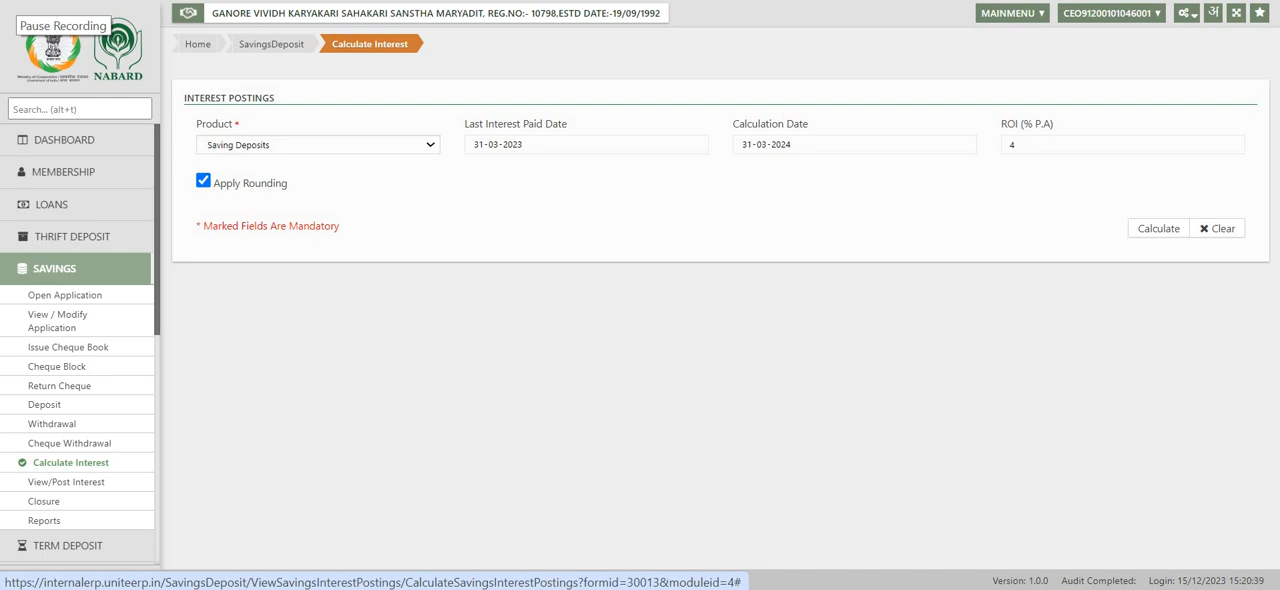 Pause Recording
NABARD
GANORE VIVIDH KARYAKARI SAHAKARI SANSTHA MARYADIT, REG.NO:- 10798,ESTD DATE:-19/09/1992
MAINMENU ▼
CEO91200101046001 ▼
अ
Home
SavingsDeposit
Calculate Interest
Search... (alt+t)
DASHBOARD
MEMBERSHIP
LOANS
THRIFT DEPOSIT
SAVINGS
Open Application
View / Modify
Application
Issue Cheque Book
Cheque Block
Return Cheque
Deposit
Withdrawal
Cheque Withdrawal
Calculate Interest
View/Post Interest
Closure
Reports
TERM DEPOSIT
INTEREST POSTINGS
Product *
Last Interest Paid Date
Calculation Date
ROI (% P.A)
Saving Deposits
31-03-2023
31-03-2024
4
Apply Rounding
* Marked Fields Are Mandatory
Calculate
Clear
https://internalerp.uniteerp.in/SavingsDeposit/ViewSavingsInterestPostings/CalculateSavingsInterestPostings?formid=30013&moduleid=4#
Version: 1.0.0
Audit Completed:
Login: 15/12/2023 15:20:39